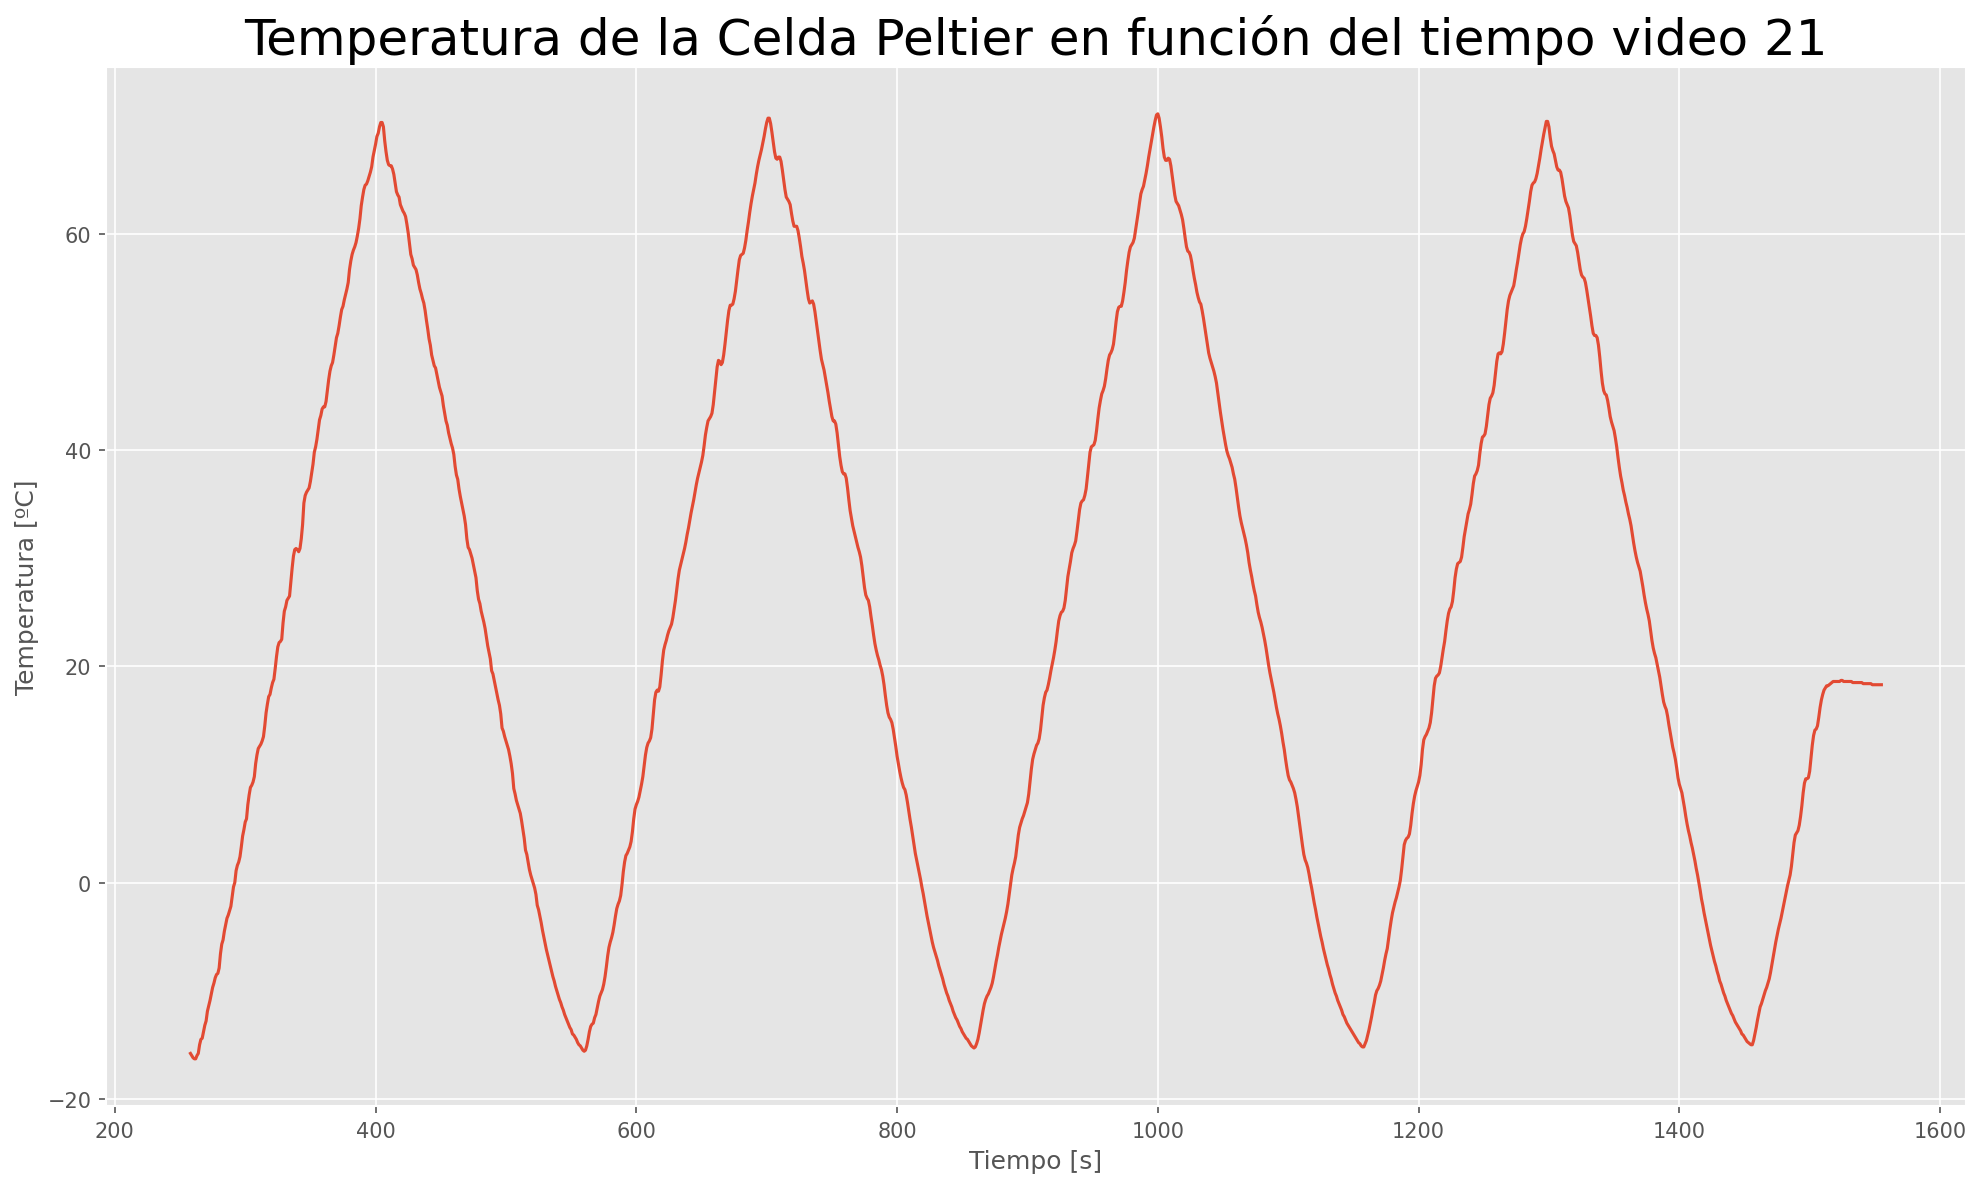 Temperatura de la Celda Peltier en función del tiempo video 21
Temperatura [ºC]
60
40
20
0
−20
200 400 600 800 1000 1200 1400 1600
Tiempo [s]